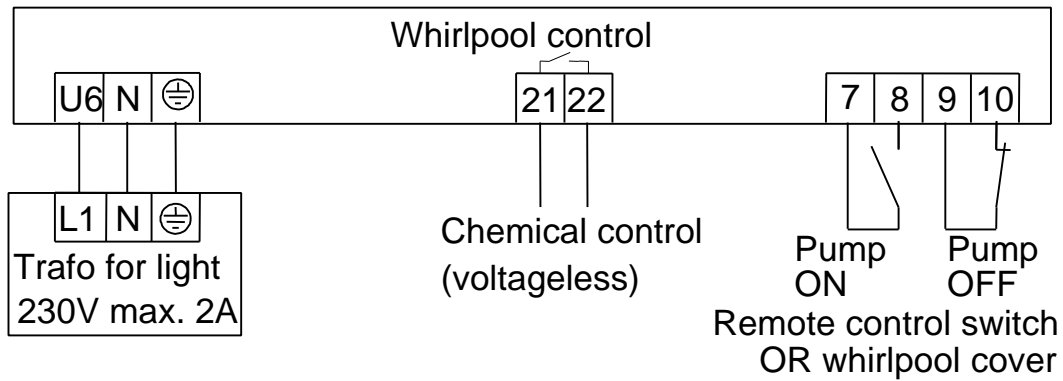 Whirlpool control
U6 N
21 22
7 8 9 10
L1 N
Trafo for light
230V max. 2A
Chemical control
(voltageless)
Pump
ON
Pump
OFF
Remote control switch
OR whirlpool cover